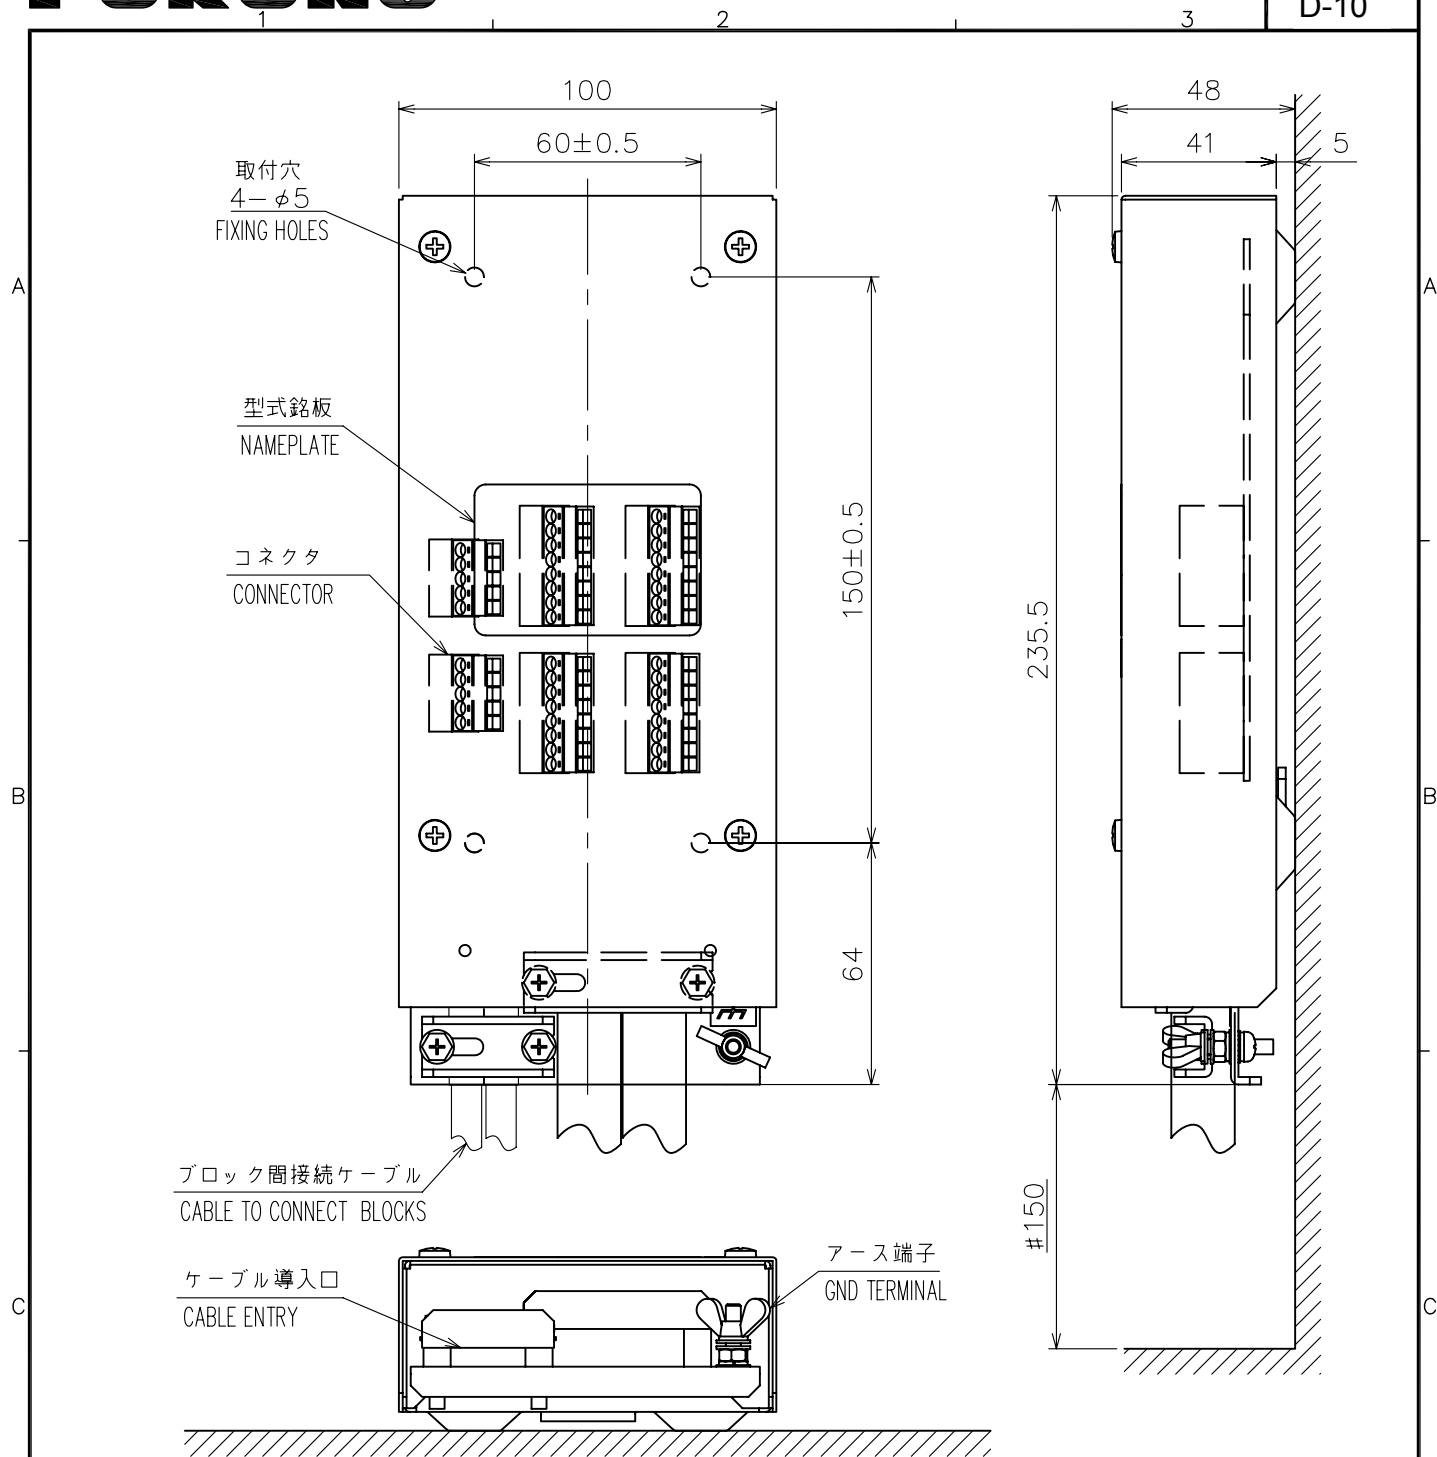 FURUNO
D-10
1
2
3
100
48
60±0.5
41
5
取付穴
4-φ5
FIXING HOLES
A
A
型式銘板
NAMEPLATE
コネクタ
CONNECTOR
150±0.5
235.5
B
B
64
ブロック間接続ケーブル
CABLE TO CONNECT BLOCKS
#150
アース端子
GND TERMINAL
ケーブル導入口
CABLE ENTRY
C
C